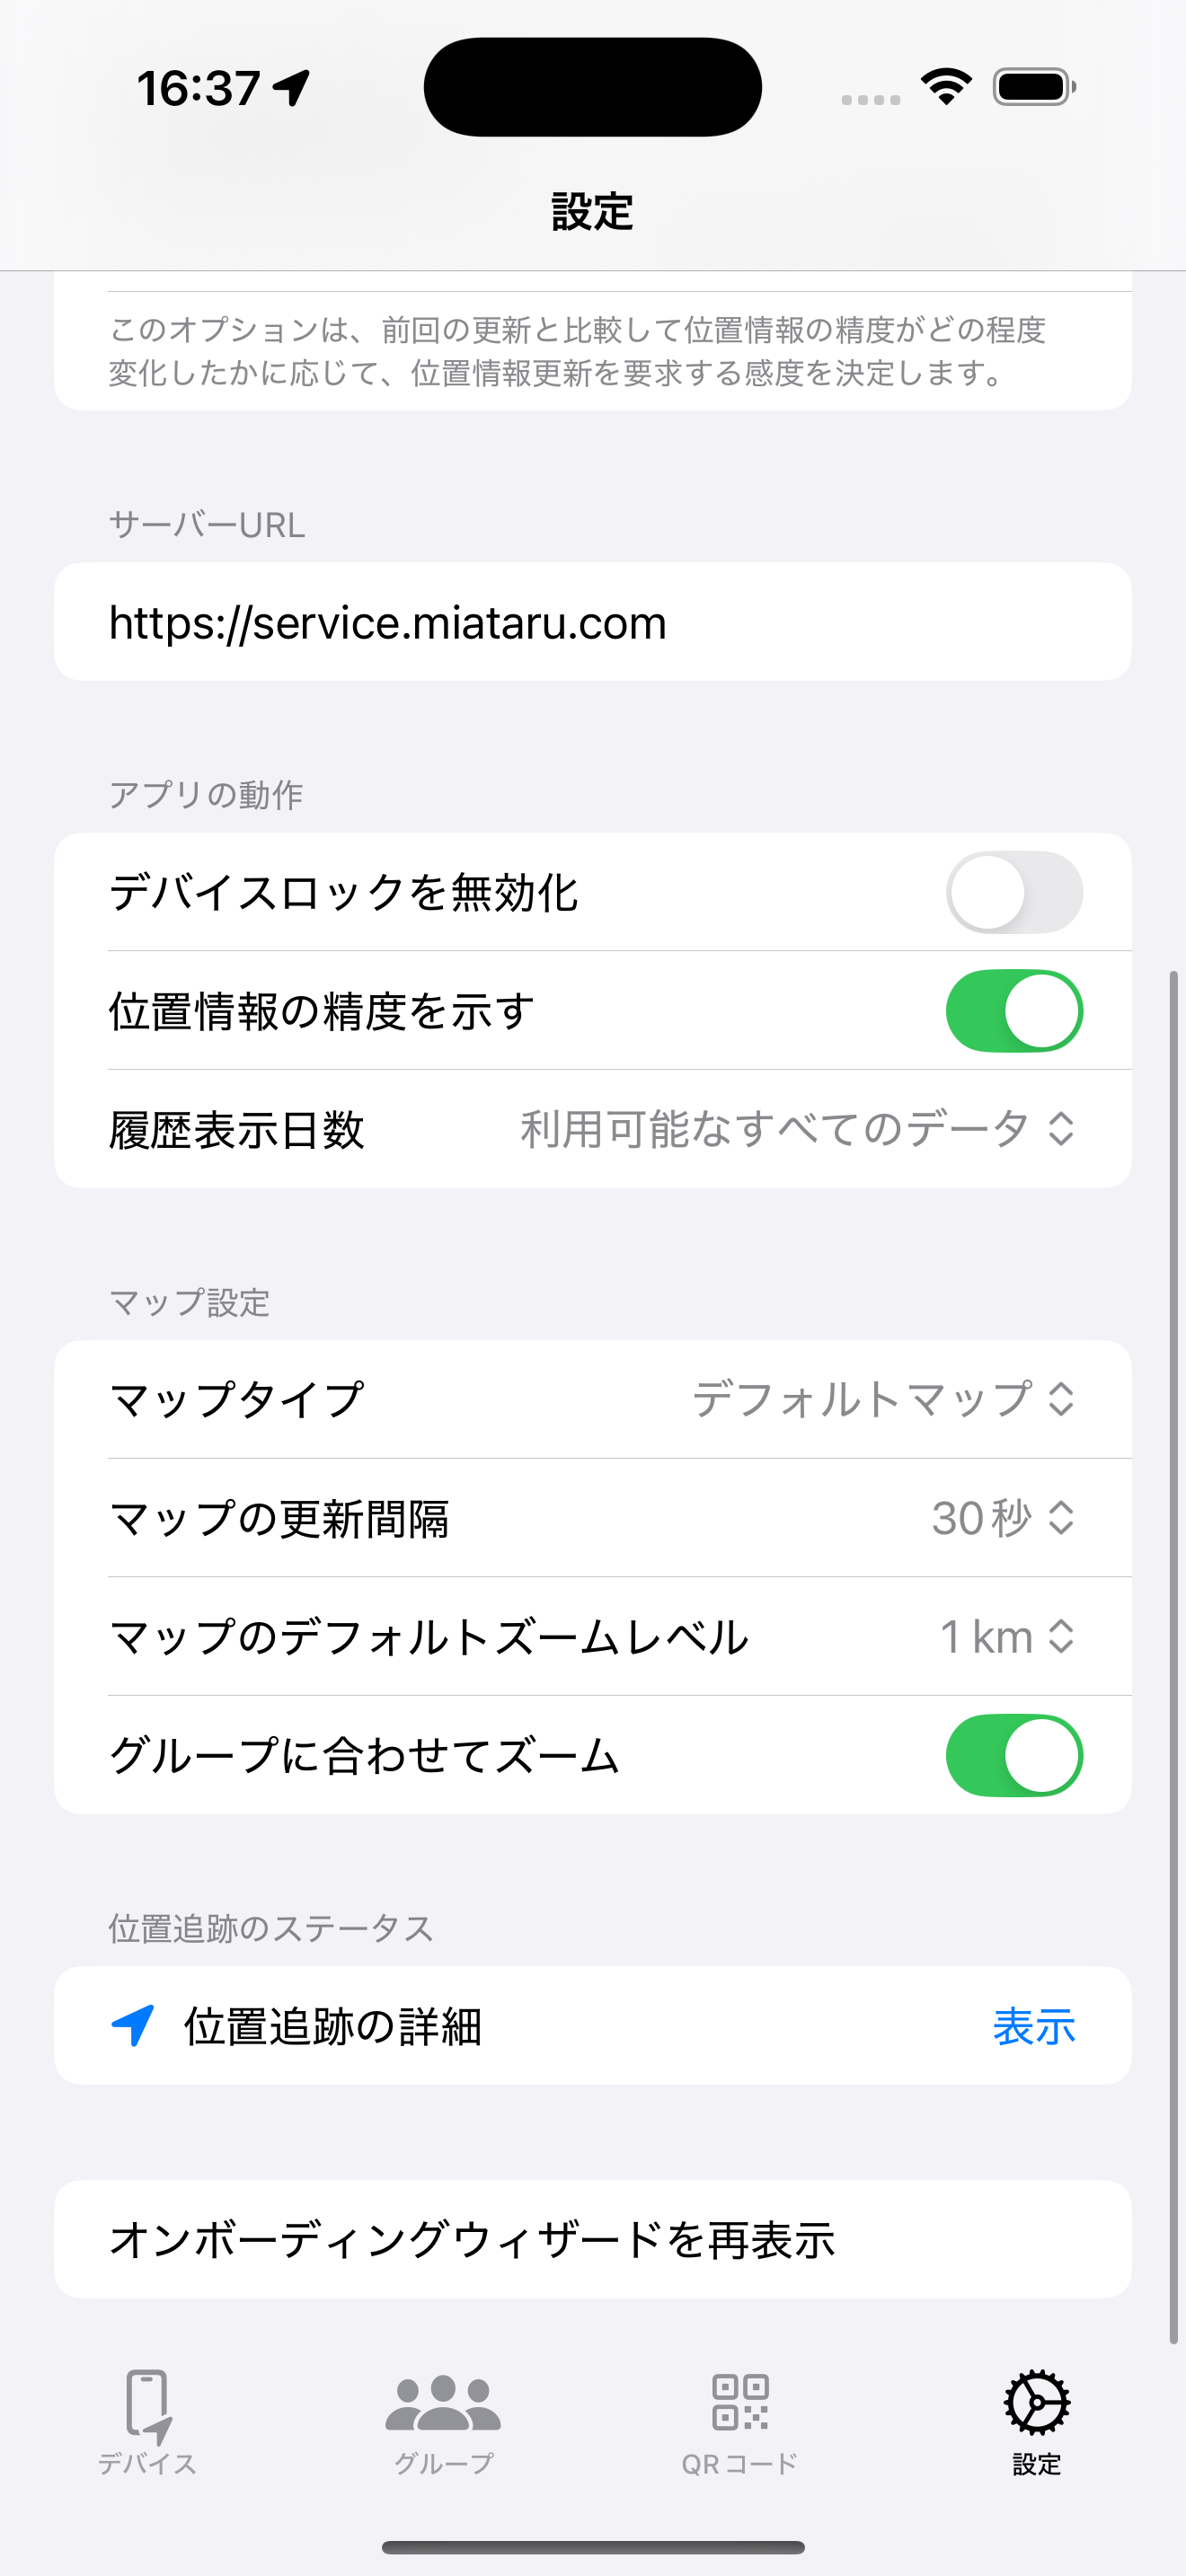 16:37
設定
このオプションは、前回の更新と比較して位置情報の精度がどの程度
変化したかに応じて、位置情報更新を要求する感度を決定します。
サーバーURL
https://service.miataru.com
アプリの動作
デバイスロックを無効化
位置情報の精度を示す
履歴表示日数 利用可能なすべてのデータ
マップ設定
マップタイプ デフォルトマップ
マップの更新間隔 30 秒
マップのデフォルトズームレベル 1 km
グループに合わせてズーム
位置追跡のステータス
位置追跡の詳細 表示
オンボーディングウィザードを再表示
デバイス グループ QR コード 設定